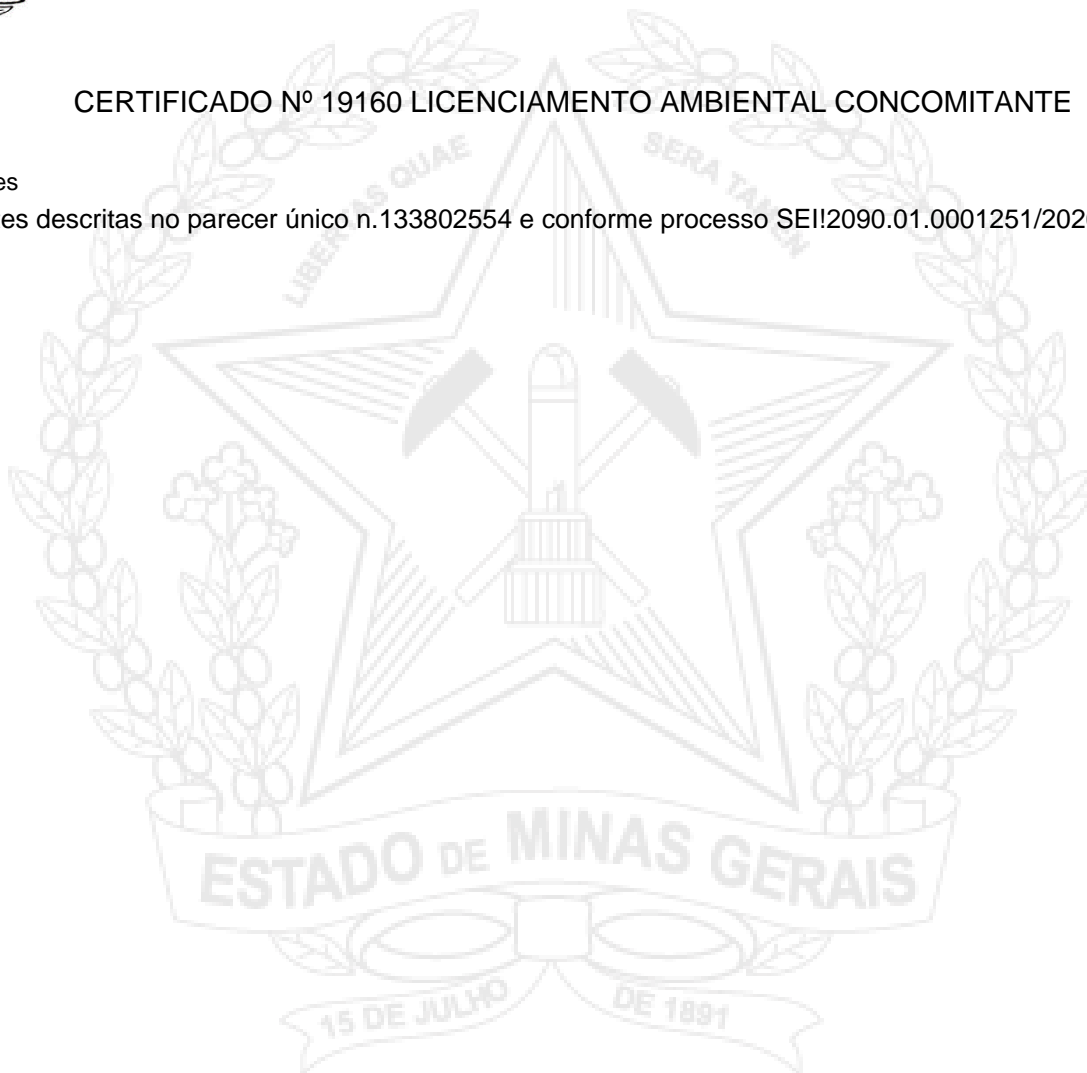 CERTIFICADO Nº 19160 LICENCIAMENTO AMBIENTAL CONCOMITANTE
es
es descritas no parecer único n.133802554 e conforme processo SEI!2090.01.0001251/202
LIBERTAS QUAE SERA TAMEN
ESTADO DE MINAS GERAIS
15 DE JULHO DE 1891